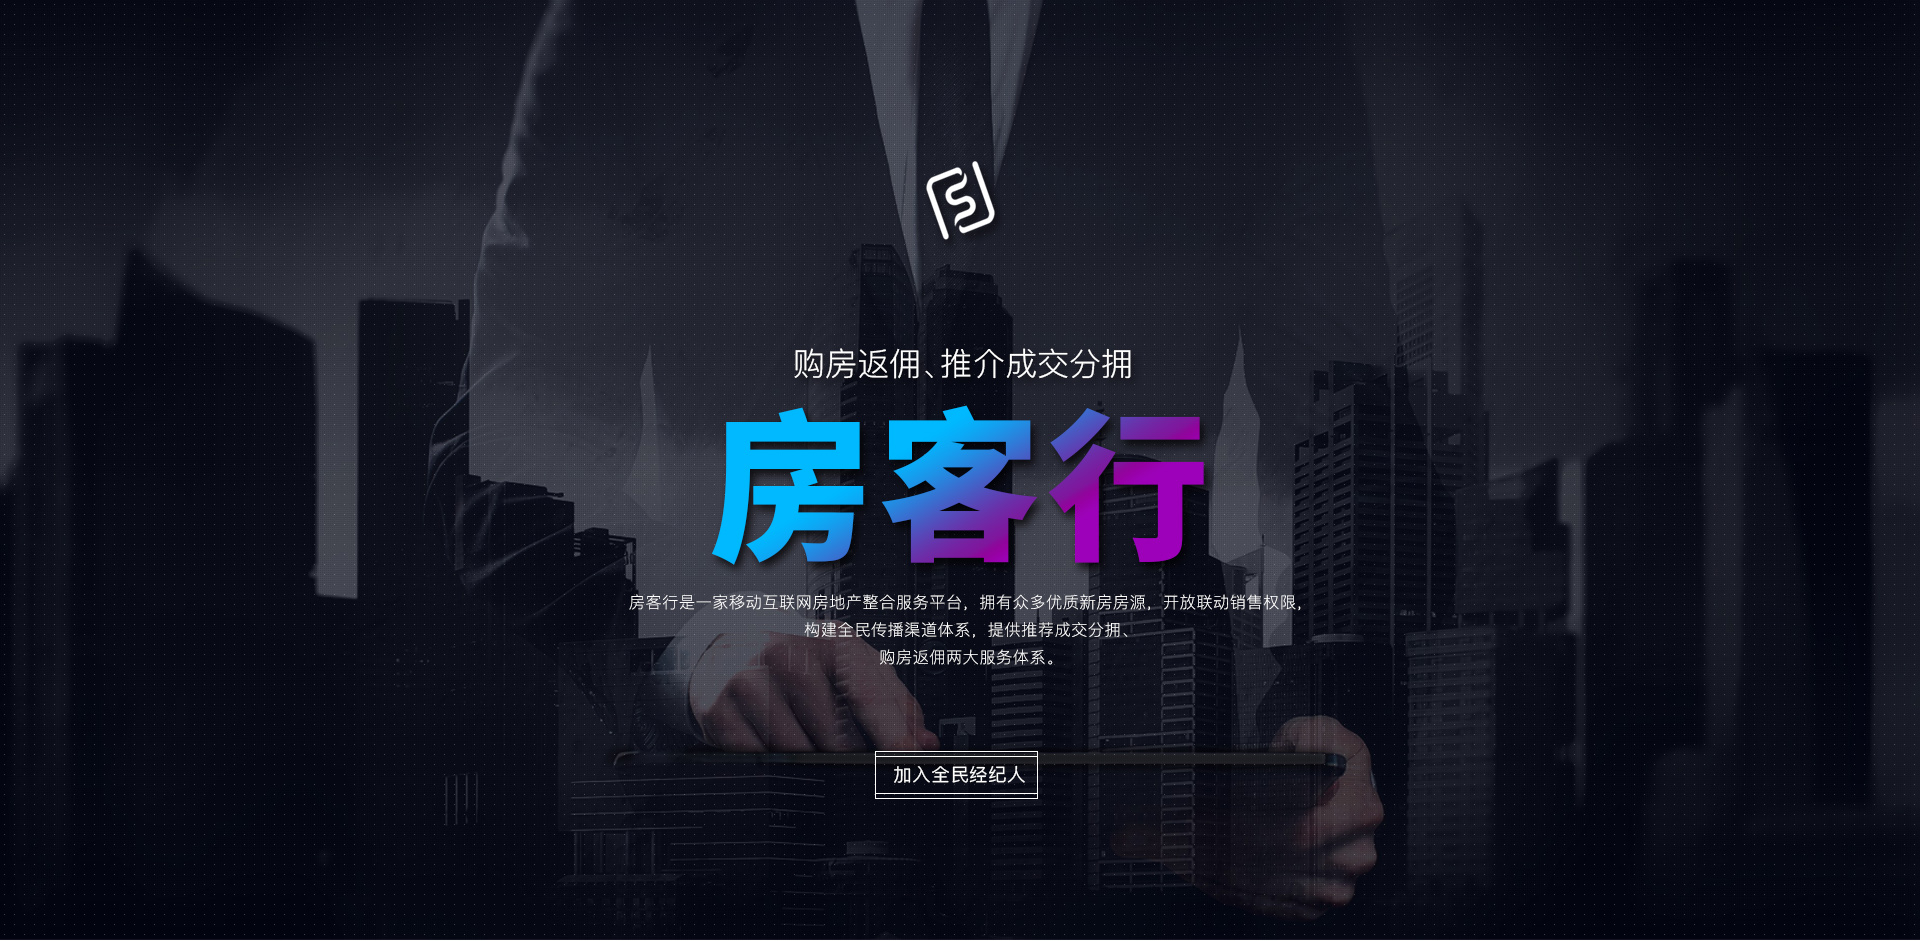 购房返佣、推介成交分拥
房客行
房客行是一家移动互联网房地产整合服务平台，拥有众多优质新房房源，开放联动销售权限，
构建全民传播渠道体系，提供推荐成交分拥、
购房返佣两大服务体系。
加入全民经纪人